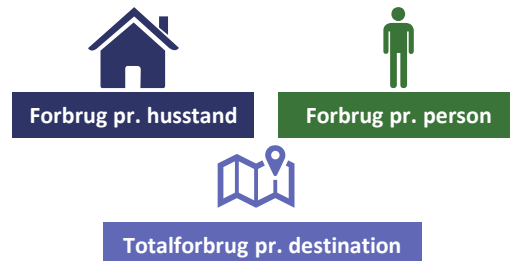 Forbrug pr. husstand
Forbrug pr. person
Totalforbrug pr. destination